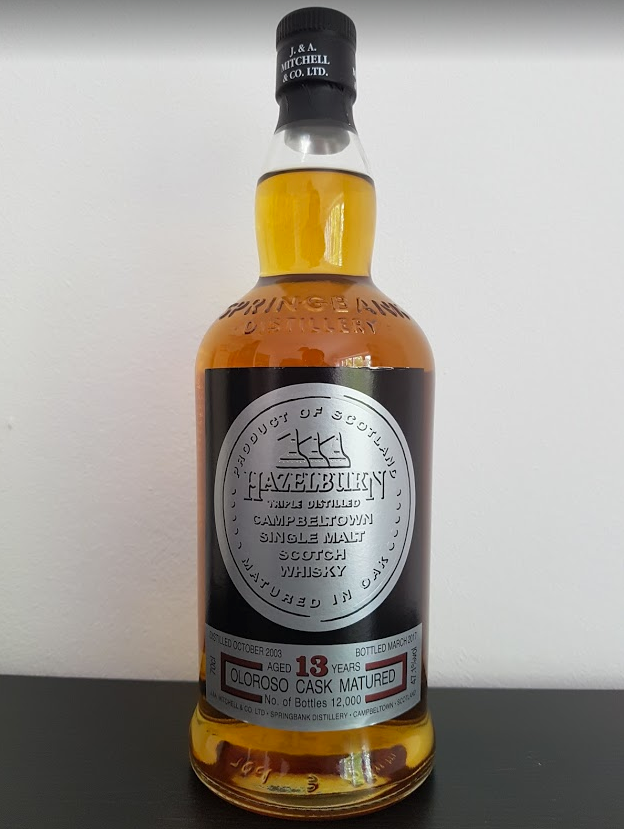 J. & A.
MITCHELL
& CO. LTD.
SPRINGBANK
DISTILLERY
PRODUCT OF SCOTLAND
HAZELBURN
TRIPLE DISTILLED
CAMPBELTOWN
SINGLE MALT
SCOTCH
WHISKY
MATURED IN OAK
DISTILLED OCTOBER 2003
BOTTLED MARCH 2017
AGED 13 YEARS
70cl
OLOROSO CASK MATURED
No. of Bottles 12,000
MITCHELL & CO. LTD • SPRINGBANK DISTILLERY • CAMPBELTOWN • SCOTLAND